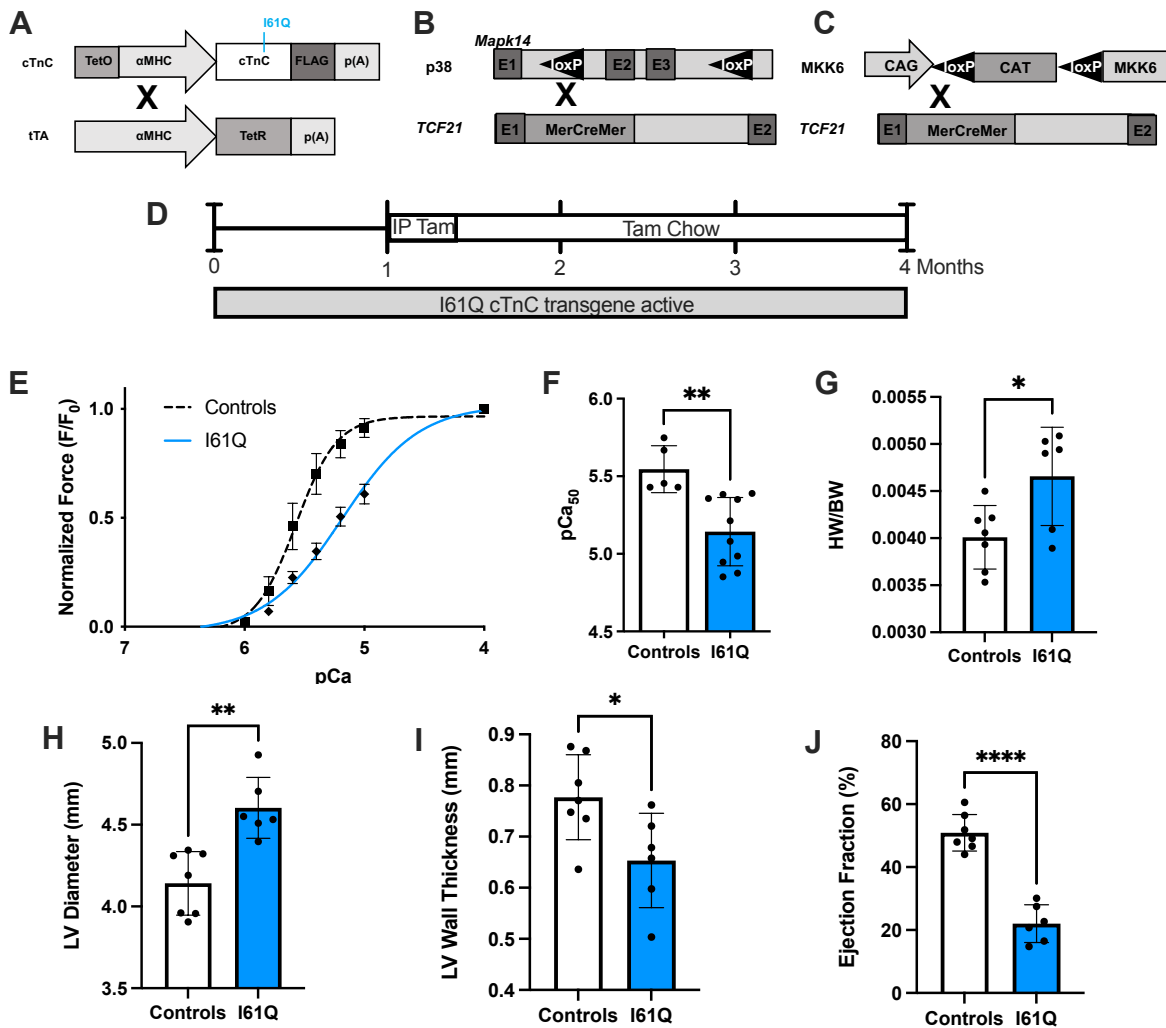 A
I61Q
cTnC
TetO
αMHC
cTnC
FLAG
p(A)
X
tTA
αMHC
TetR
p(A)
B
Mapk14
p38
E1
loxP
E2
E3
loxP
X
TCF21
E1
MerCreMer
E2
C
MKK6
CAG
loxP
CAT
loxP
MKK6
X
TCF21
E1
MerCreMer
E2
D
IP Tam
Tam Chow
0
1
2
3
4 Months
I61Q cTnC transgene active
E
Normalized Force (F/F0)
1.0
0.5
0.0
Controls
I61Q
7
6
5
4
pCa
F
**
pCa50
6.0
5.5
5.0
4.5
Controls
I61Q
G
*
HW/BW
0.0055
0.0050
0.0045
0.0040
0.0035
0.0030
Controls
I61Q
H
**
LV Diameter (mm)
5.0
4.5
4.0
3.5
Controls
I61Q
I
*
LV Wall Thickness (mm)
0.9
0.8
0.7
0.6
0.5
0.4
Controls
I61Q
J
****
Ejection Fraction (%)
80
60
40
20
0
Controls
I61Q